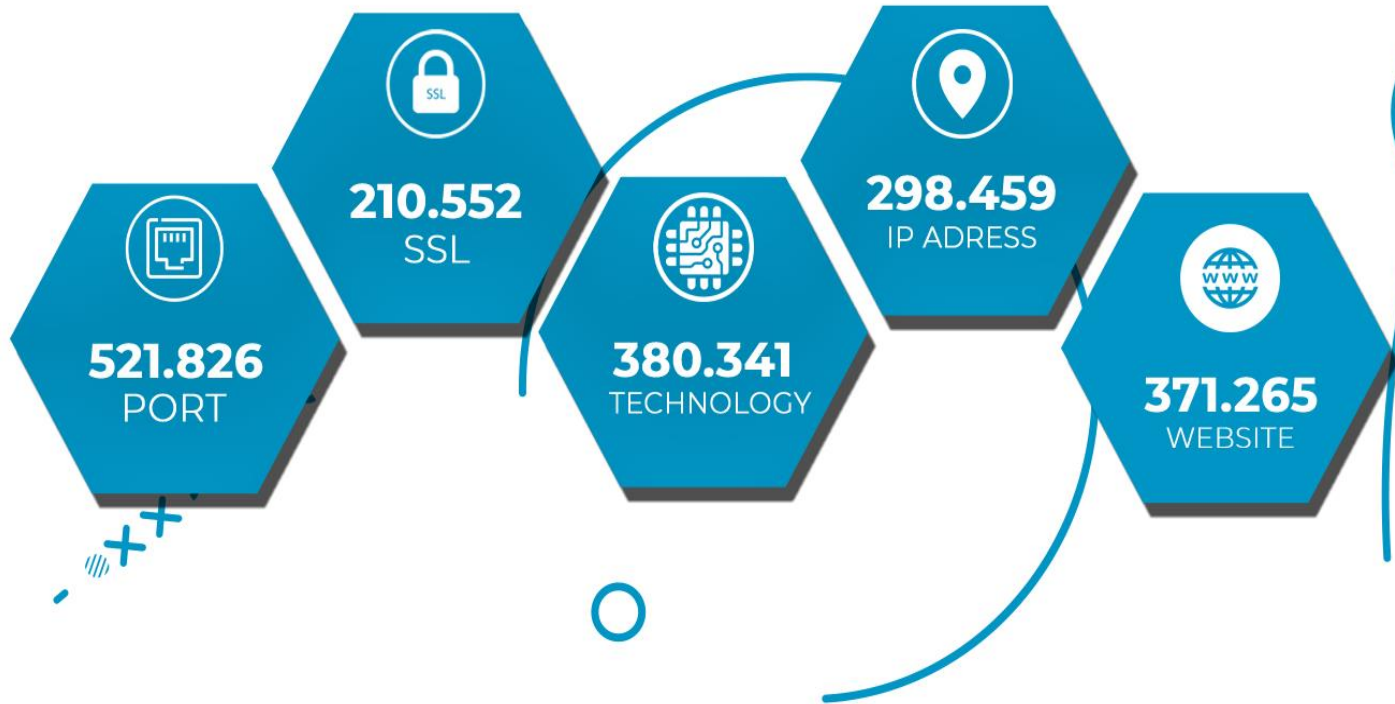 521.826
PORT
SSL
210.552
SSL
380.341
TECHNOLOGY
298.459
IP ADRESS
WWW
371.265
WEBSITE